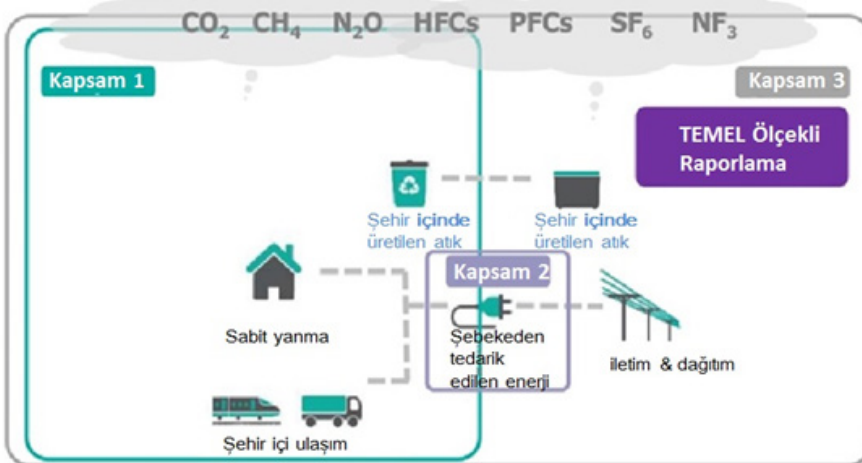 CO₂ CH₄ N₂O HFCs PFCs SF₆ NF₃
Kapsam 1
Kapsam 3
TEMEL Ölçekli
Raporlama
Şehir içinde
üretilen atık
Şehir içinde
üretilen atık
Kapsam 2
Sabit yanma
Şebekeden
tedarik
edilen enerji
iletim & dağıtım
Şehir içi ulaşım